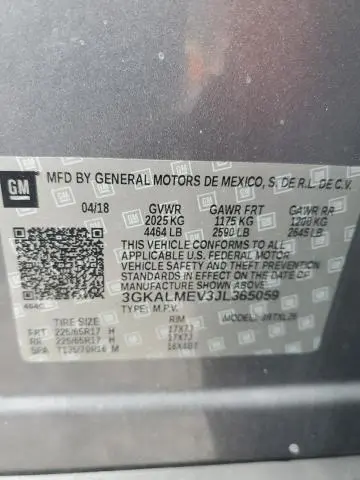 GM
MFD BY GENERAL MOTORS DE MEXICO, S. DE R.L. DE C.V.
04/18 GVWR GAWR FRT GAWR RR
2025 KG 1175 KG 1200 KG
4464 LB 2590 LB 2645 LB
THIS VEHICLE CONFORMS TO ALL
APPLICABLE U.S. FEDERAL MOTOR
VEHICLE SAFETY AND THEFT PREVENTION
STANDARDS IN EFFECT ON THE DATE OF
MANUFACTURE SHOWN ABOVE.
3GKALMEV3JL365059
TYPE: M.P.V.
TIRE SIZE RIM
FRT 225/65R17 H 17X7J
RR 225/65R17 H 17X7J
SPA 16 M 16X4BT